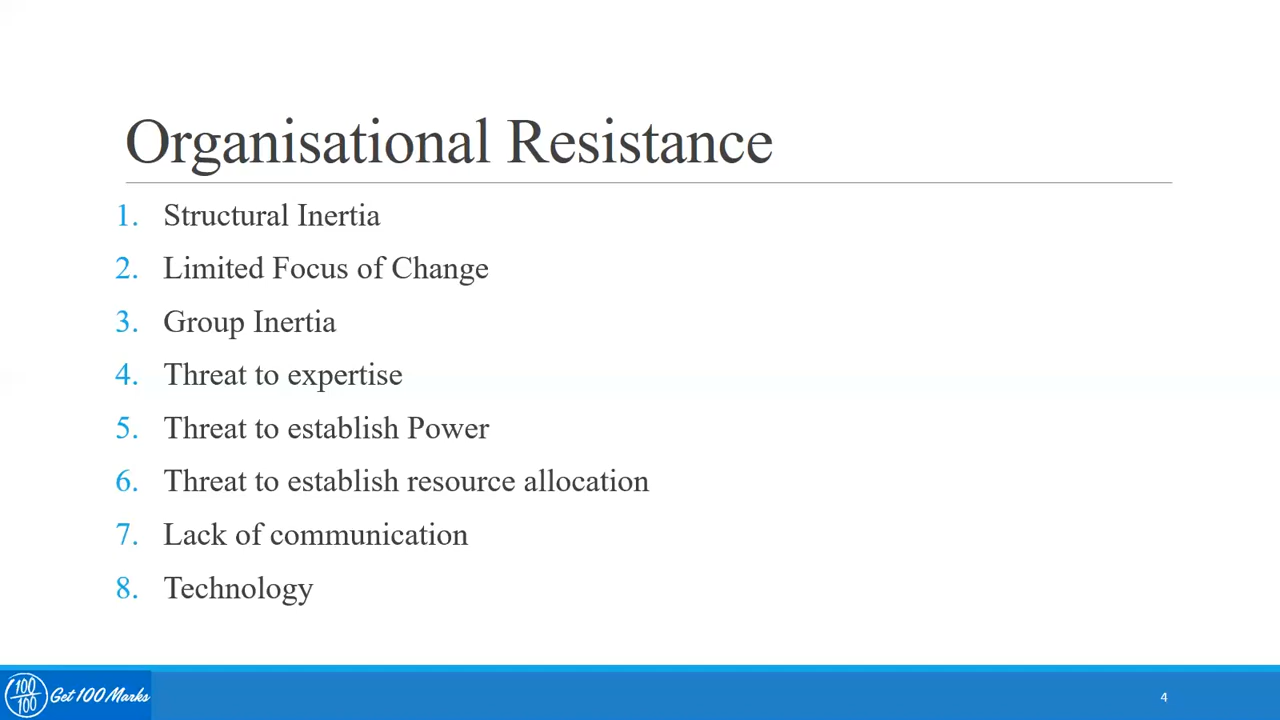 Organisational Resistance
1. Structural Inertia
2. Limited Focus of Change
3. Group Inertia
4. Threat to expertise
5. Threat to establish Power
6. Threat to establish resource allocation
7. Lack of communication
8. Technology
100
100
Get 100 Marks
4